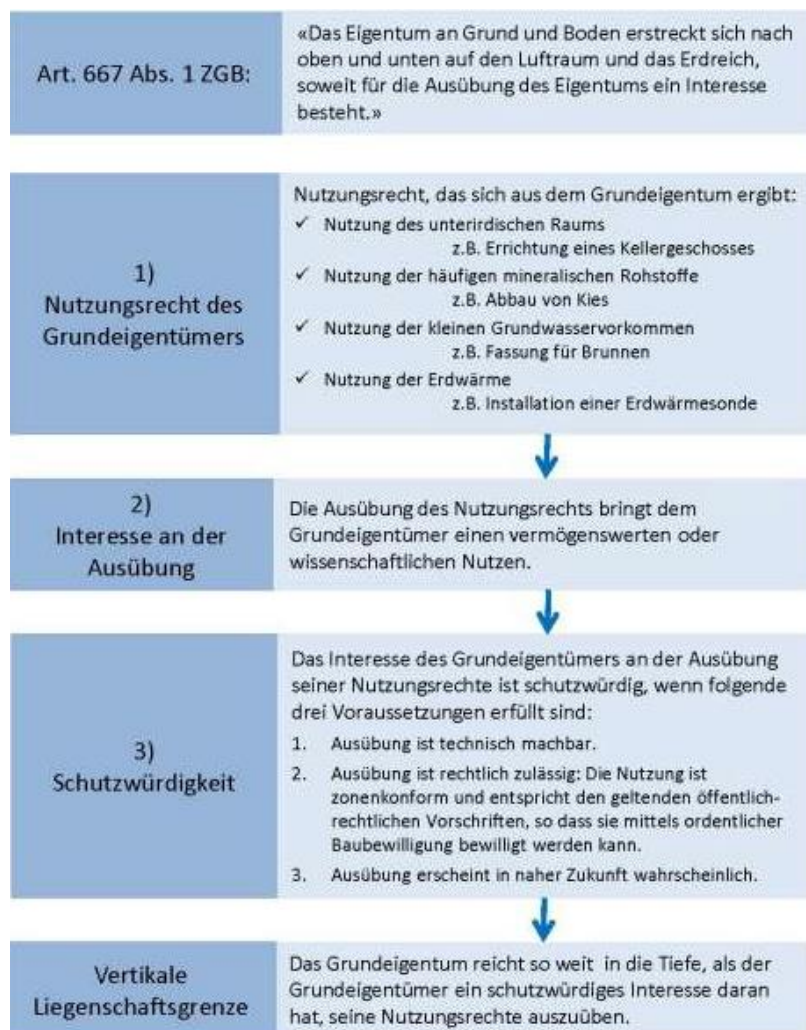 Art. 667 Abs. 1 ZGB:
«Das Eigentum an Grund und Boden erstreckt sich nach
oben und unten auf den Luftraum und das Erdreich,
soweit für die Ausübung des Eigentums ein Interesse
besteht.»
1)
Nutzungsrecht des
Grundeigentümers
Nutzungsrecht, das sich aus dem Grundeigentum ergibt:
✓ Nutzung des unterirdischen Raums
z.B. Errichtung eines Kellergeschosses
✓ Nutzung der häufigen mineralischen Rohstoffe
z.B. Abbau von Kies
✓ Nutzung der kleinen Grundwasservorkommen
z.B. Fassung für Brunnen
✓ Nutzung der Erdwärme
z.B. Installation einer Erdwärmesonde
2)
Interesse an der
Ausübung
Die Ausübung des Nutzungsrechts bringt dem
Grundeigentümer einen vermögenswerten oder
wissenschaftlichen Nutzen.
3)
Schutzwürdigkeit
Das Interesse des Grundeigentümers an der Ausübung
seiner Nutzungsrechte ist schutzwürdig, wenn folgende
drei Voraussetzungen erfüllt sind:
1. Ausübung ist technisch machbar.
2. Ausübung ist rechtlich zulässig: Die Nutzung ist
zonenkonform und entspricht den geltenden öffentlich-
rechtlichen Vorschriften, so dass sie mittels ordentlicher
Baubewilligung bewilligt werden kann.
3. Ausübung erscheint in naher Zukunft wahrscheinlich.
Vertikale
Liegenschaftsgrenze
Das Grundeigentum reicht so weit in die Tiefe, als der
Grundeigentümer ein schutzwürdiges Interesse daran
hat, seine Nutzungsrechte auszuüben.